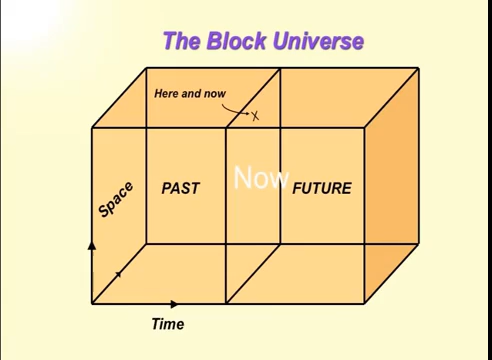 The Block Universe
Here and now
X
Space
PAST
Now
FUTURE
Time